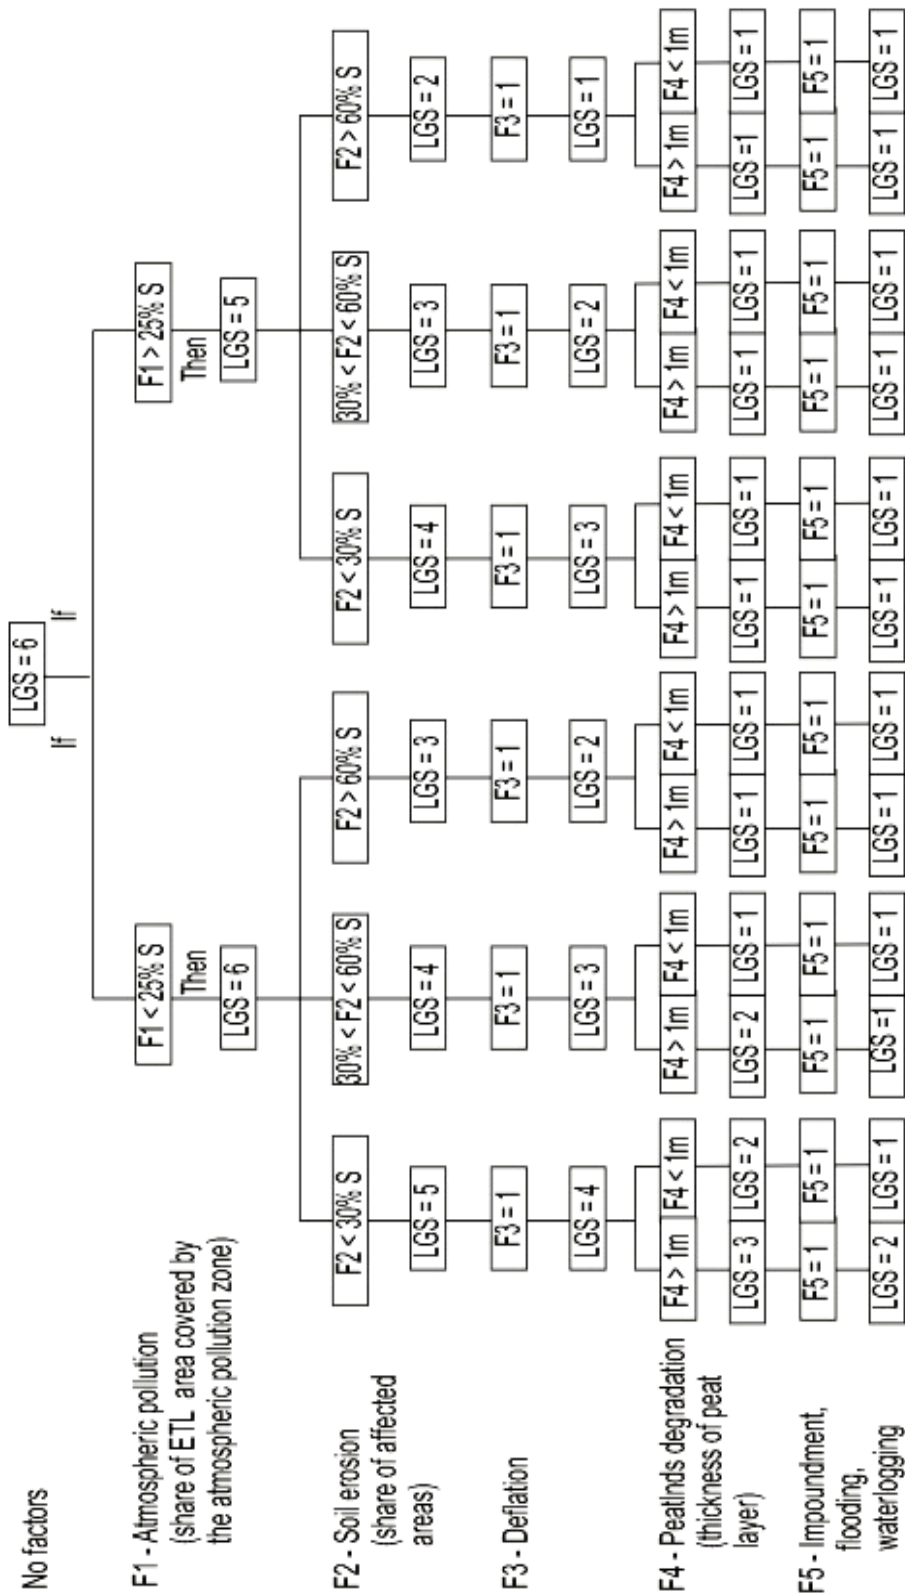 No factors
LGS = 6
If If
F1 - Atmospheric pollution
(share of ETL area covered by
the atmospheric pollution zone)
F1 < 25% S F1 > 25% S
Then Then
LGS = 6 LGS = 5
F2 - Soil erosion
(share of affected
areas)
F2 < 30% S 30% < F2 < 60% S F2 > 60% S F2 < 30% S 30% < F2 < 60% S F2 > 60% S
LGS = 5 LGS = 4 LGS = 3 LGS = 4 LGS = 3 LGS = 2
F3 - Deflation
F3 = 1 F3 = 1 F3 = 1 F3 = 1 F3 = 1 F3 = 1
LGS = 4 LGS = 3 LGS = 2 LGS = 3 LGS = 2 LGS = 1
F4 - Peatlnds degradation
(thickness of peat
layer)
F4 > 1m F4 < 1m F4 > 1m F4 < 1m F4 > 1m F4 < 1m F4 > 1m F4 < 1m F4 > 1m F4 < 1m F4 > 1m F4 < 1m
LGS = 3 LGS = 2 LGS = 2 LGS = 1 LGS = 1 LGS = 1 LGS = 1 LGS = 1 LGS = 1 LGS = 1 LGS = 1 LGS = 1
F5 - Impoundment,
flooding,
waterlogging
F5 = 1 F5 = 1 F5 = 1 F5 = 1 F5 = 1 F5 = 1 F5 = 1 F5 = 1 F5 = 1 F5 = 1 F5 = 1 F5 = 1
LGS = 2 LGS = 1 LGS = 1 LGS = 1 LGS = 1 LGS = 1 LGS = 1 LGS = 1 LGS = 1 LGS = 1 LGS = 1 LGS = 1